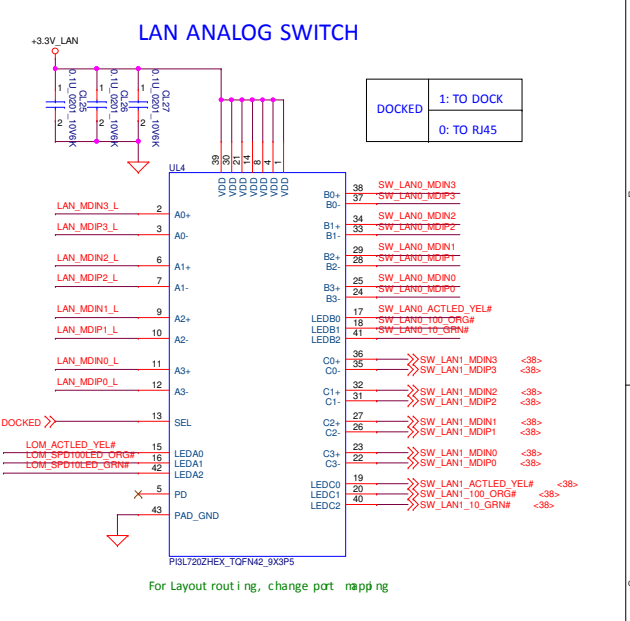 LAN ANALOG SWITCH
+3.3V_LAN
1 1 1
0.1U_0201_10V6K
CL25
0.1U_0201_10V6K
CL26
0.1U_0201_10V6K
CL27
2 2 2
DOCKED
1: TO DOCK
0: TO RJ45
UL4
39 30 21 14 8 4 1
VDD VDD VDD VDD VDD VDD VDD
LAN_MDIN3_L 2 A0+
LAN_MDIP3_L 3 A0-
LAN_MDIN2_L 6 A1+
LAN_MDIP2_L 7 A1-
LAN_MDIN1_L 9 A2+
LAN_MDIP1_L 10 A2-
LAN_MDIN0_L 11 A3+
LAN_MDIP0_L 12 A3-
DOCKED 13 SEL
LOM_ACTLED_YEL# 15 LEDA0
LOM_SPD100LED_ORG# 16 LEDA1
LOM_SPD10LED_GRN# 42 LEDA2
5 PD
43 PAD_GND
B0+ 38 SW_LAN0_MDIN3
B0- 37 SW_LAN0_MDIP3
B1+ 34 SW_LAN0_MDIN2
B1- 33 SW_LAN0_MDIP2
B2+ 29 SW_LAN0_MDIN1
B2- 28 SW_LAN0_MDIP1
B3+ 25 SW_LAN0_MDIN0
B3- 24 SW_LAN0_MDIP0
LEDB0 17 SW_LAN0_ACTLED_YEL#
LEDB1 18 SW_LAN0_100_ORG#
LEDB2 41 SW_LAN0_10_GRN#
C0+ 36 SW_LAN1_MDIN3 <38>
C0- 35 SW_LAN1_MDIP3 <38>
C1+ 32 SW_LAN1_MDIN2 <38>
C1- 31 SW_LAN1_MDIP2 <38>
C2+ 27 SW_LAN1_MDIN1 <38>
C2- 26 SW_LAN1_MDIP1 <38>
C3+ 23 SW_LAN1_MDIN0 <38>
C3- 22 SW_LAN1_MDIP0 <38>
LEDC0 19 SW_LAN1_ACTLED_YEL# <38>
LEDC1 20 SW_LAN1_100_ORG# <38>
LEDC2 40 SW_LAN1_10_GRN# <38>
PI3L720ZHEX_TQFN42_9X3P5
For Layout routing, change port mapping